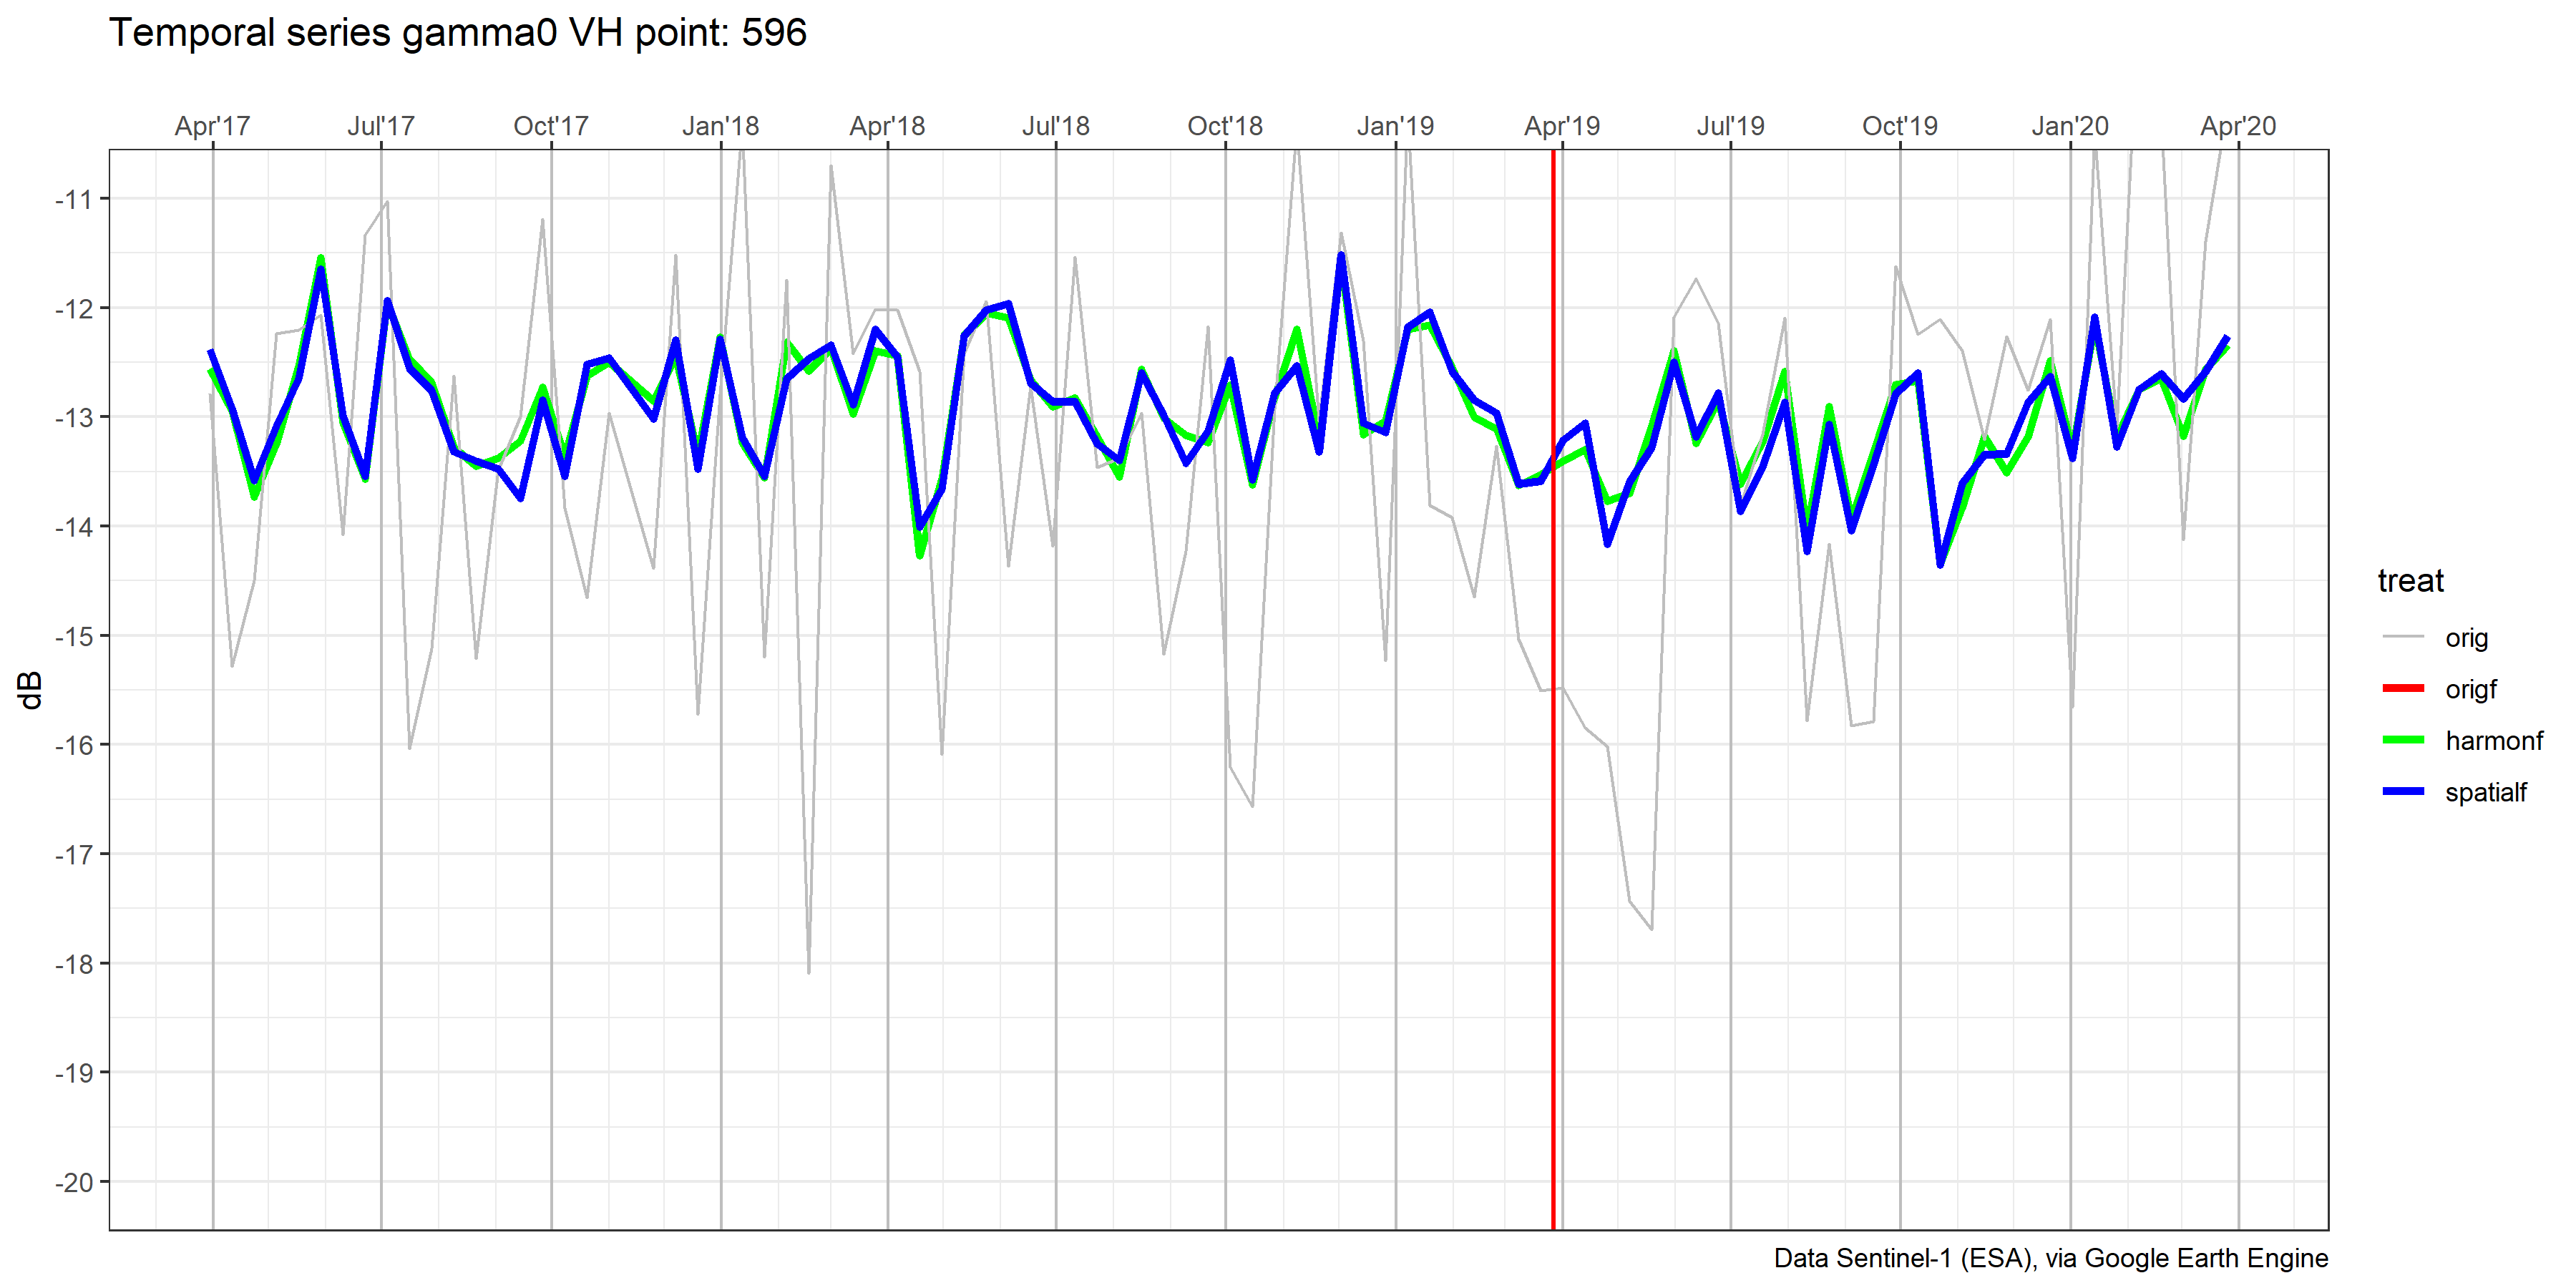 Temporal series gamma0 VH point: 596
Apr'17 Jul'17 Oct'17 Jan'18 Apr'18 Jul'18 Oct'18 Jan'19 Apr'19 Jul'19 Oct'19 Jan'20 Apr'20
-11
-12
-13
-14
-15
-16
-17
-18
-19
-20
dB
treat
orig
origf
harmonf
spatialf
Data Sentinel-1 (ESA), via Google Earth Engine